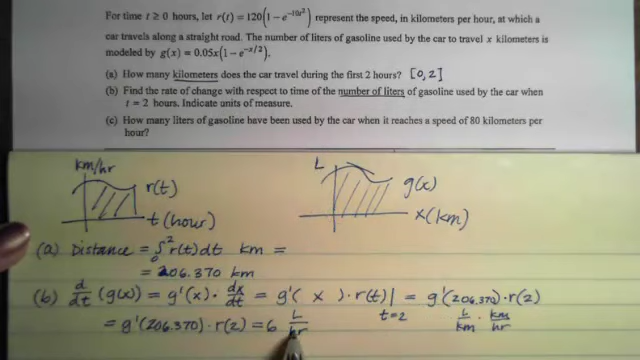 For time t ≥ 0 hours, let r(t) = 120(1 − e^(−10t²)) represent the speed, in kilometers per hour, at which a
car travels along a straight road. The number of liters of gasoline used by the car to travel x kilometers is
modeled by g(x) = 0.05x(1 − e^(−x/2)).
(a) How many kilometers does the car travel during the first 2 hours? [0,2]
(b) Find the rate of change with respect to time of the number of liters of gasoline used by the car when
t = 2 hours. Indicate units of measure.
(c) How many liters of gasoline have been used by the car when it reaches a speed of 80 kilometers per
hour?
km/hr
r(t)
t(hour)
L
g(x)
x(km)
(a) Distance = ∫₀² r(t)dt km =
= 206.370 km
(b) d/dt (g(x)) = g'(x) · dx/dt = g'( x ) · r(t)| t=2 = g'(206.370) · r(2)
L/km · km/hr
= g'(206.370) · r(2) = 6 L/hr